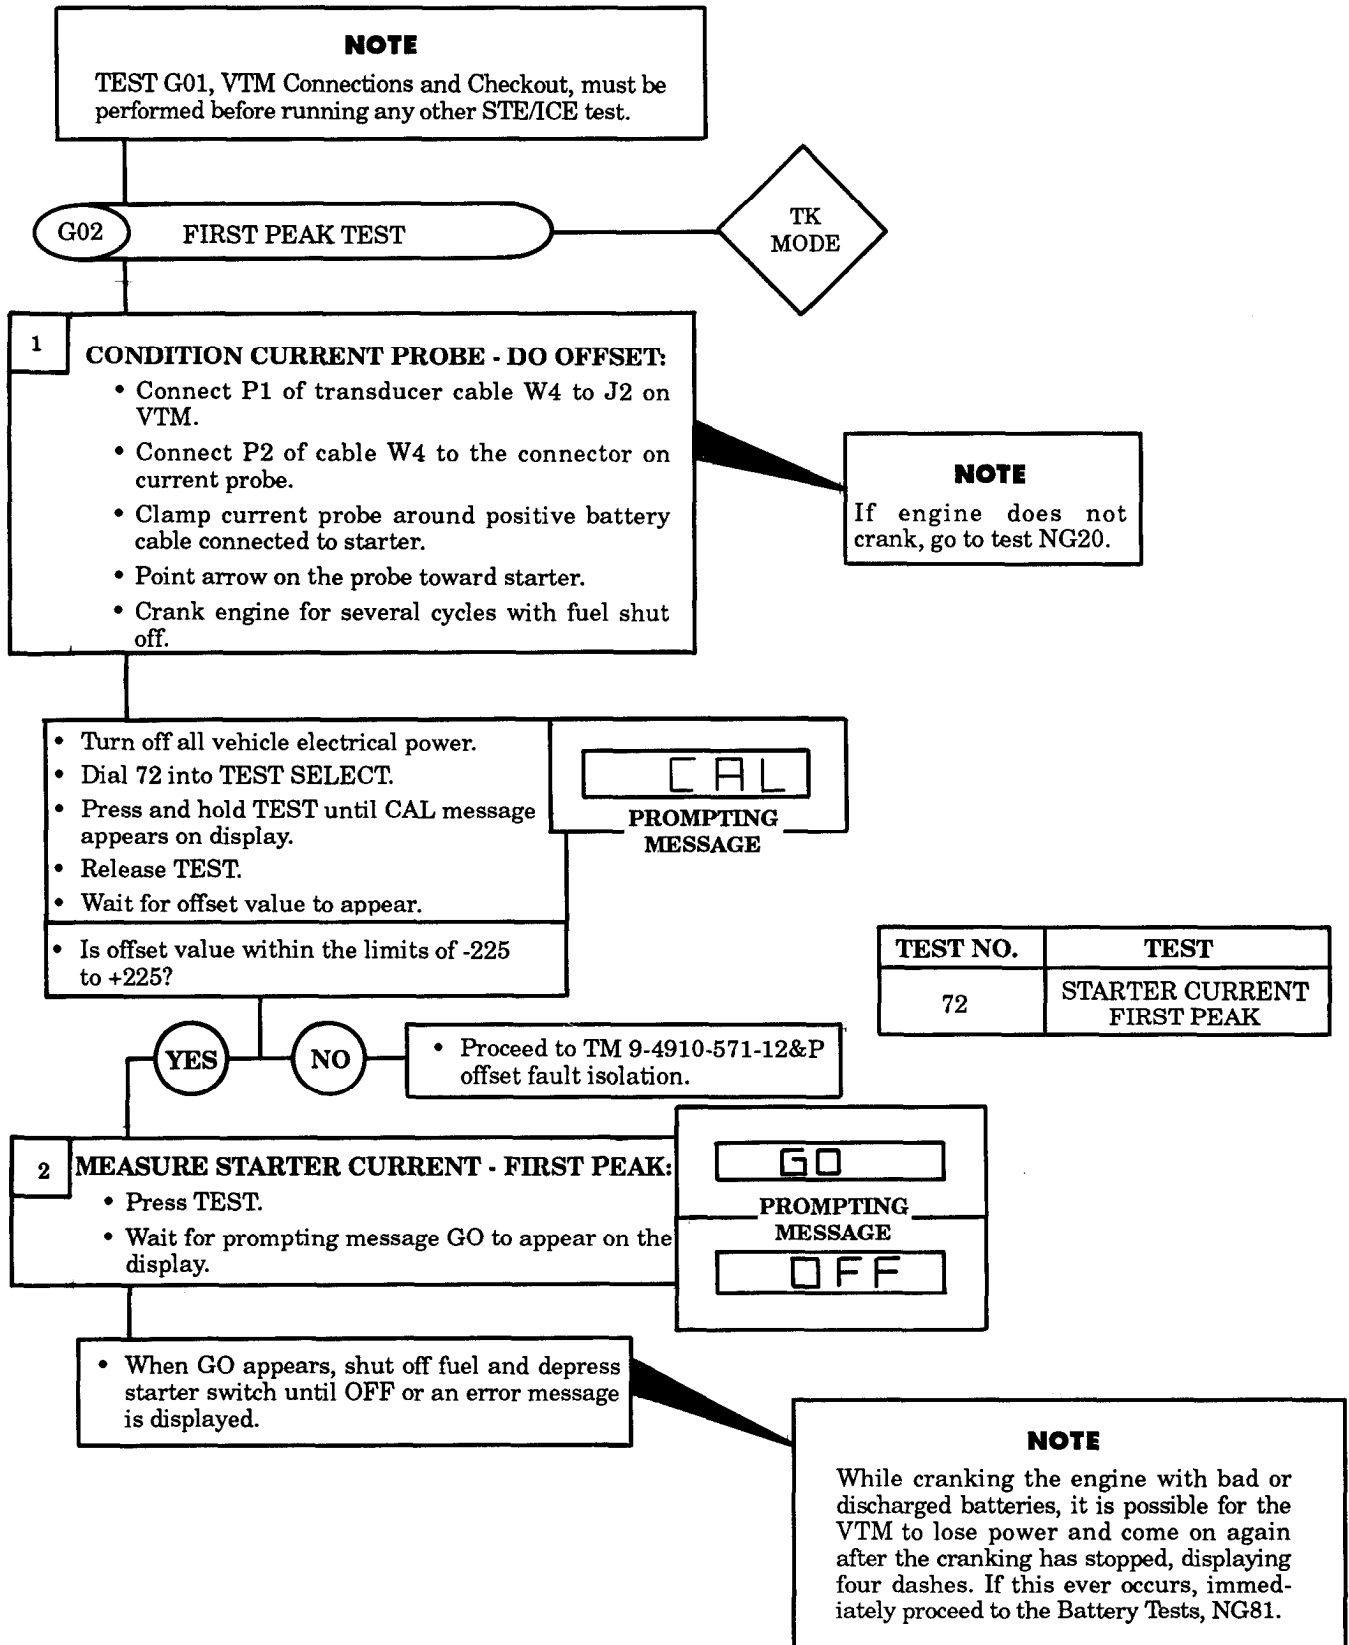 NOTE
TEST G01, VTM Connections and Checkout, must be
performed before running any other STE/ICE test.
G02
FIRST PEAK TEST
TK
MODE
1
CONDITION CURRENT PROBE - DO OFFSET:
• Connect P1 of transducer cable W4 to J2 on
VTM.
• Connect P2 of cable W4 to the connector on
current probe.
• Clamp current probe around positive battery
cable connected to starter.
• Point arrow on the probe toward starter.
• Crank engine for several cycles with fuel shut
off.
NOTE
If engine does not
crank, go to test NG20.
• Turn off all vehicle electrical power.
• Dial 72 into TEST SELECT.
• Press and hold TEST until CAL message
appears on display.
• Release TEST.
• Wait for offset value to appear.
CAL
PROMPTING
MESSAGE
• Is offset value within the limits of -225
to +225?
TEST NO. TEST
72 STARTER CURRENT
FIRST PEAK
YES
NO
• Proceed to TM 9-4910-571-12&P
offset fault isolation.
2
MEASURE STARTER CURRENT - FIRST PEAK:
• Press TEST.
• Wait for prompting message GO to appear on the
display.
GO
PROMPTING
MESSAGE
OFF
• When GO appears, shut off fuel and depress
starter switch until OFF or an error message
is displayed.
NOTE
While cranking the engine with bad or
discharged batteries, it is possible for the
VTM to lose power and come on again
after the cranking has stopped, displaying
four dashes. If this ever occurs, immed-
iately proceed to the Battery Tests, NG81.